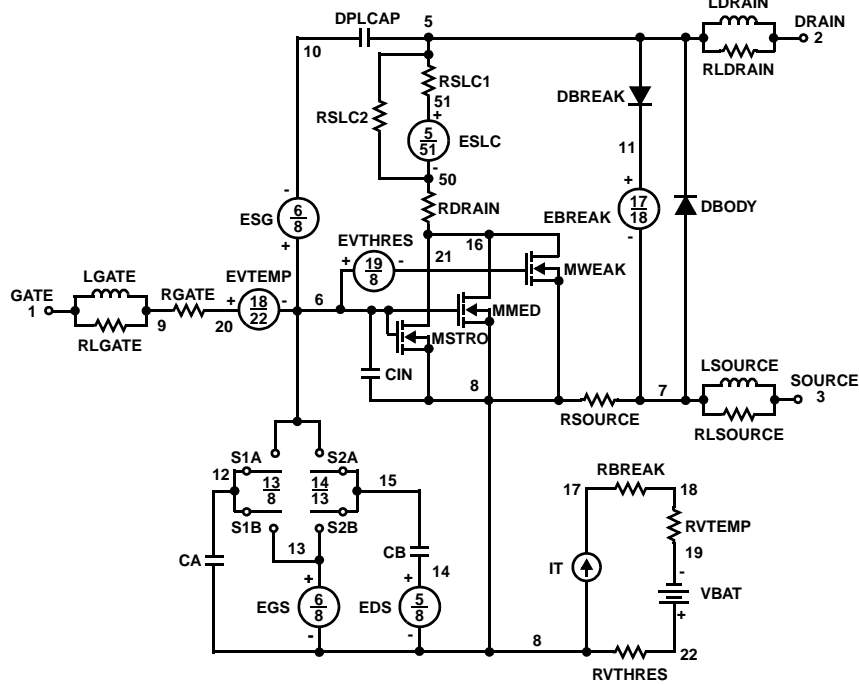 LDRAIN
DPLCAP 5 DRAIN
10 2
RSLC1 RLDRAIN
51 DBREAK
RSLC2 +
5
51 ESLC 11
-
50
- +
6
8 RDRAIN 17
18 DBODY
ESG EBREAK
+ EVTHRES 16 -
21
+ 19
8 - MWEAK
LGATE EVTEMP
GATE RGATE + 18
22 - 6 MMED
1 9 20 MSTRO
RLGATE LSOURCE
CIN 8 7 SOURCE
3
RSOURCE
RLSOURCE
S1A S2A
12 13
8 14
13 15 RBREAK
17 18
S1B S2B RVTEMP
13 CB 19
CA 14 IT -
+ + VBAT
EGS 6
8 EDS 5
8 +
- - 8 22
RVTHRES